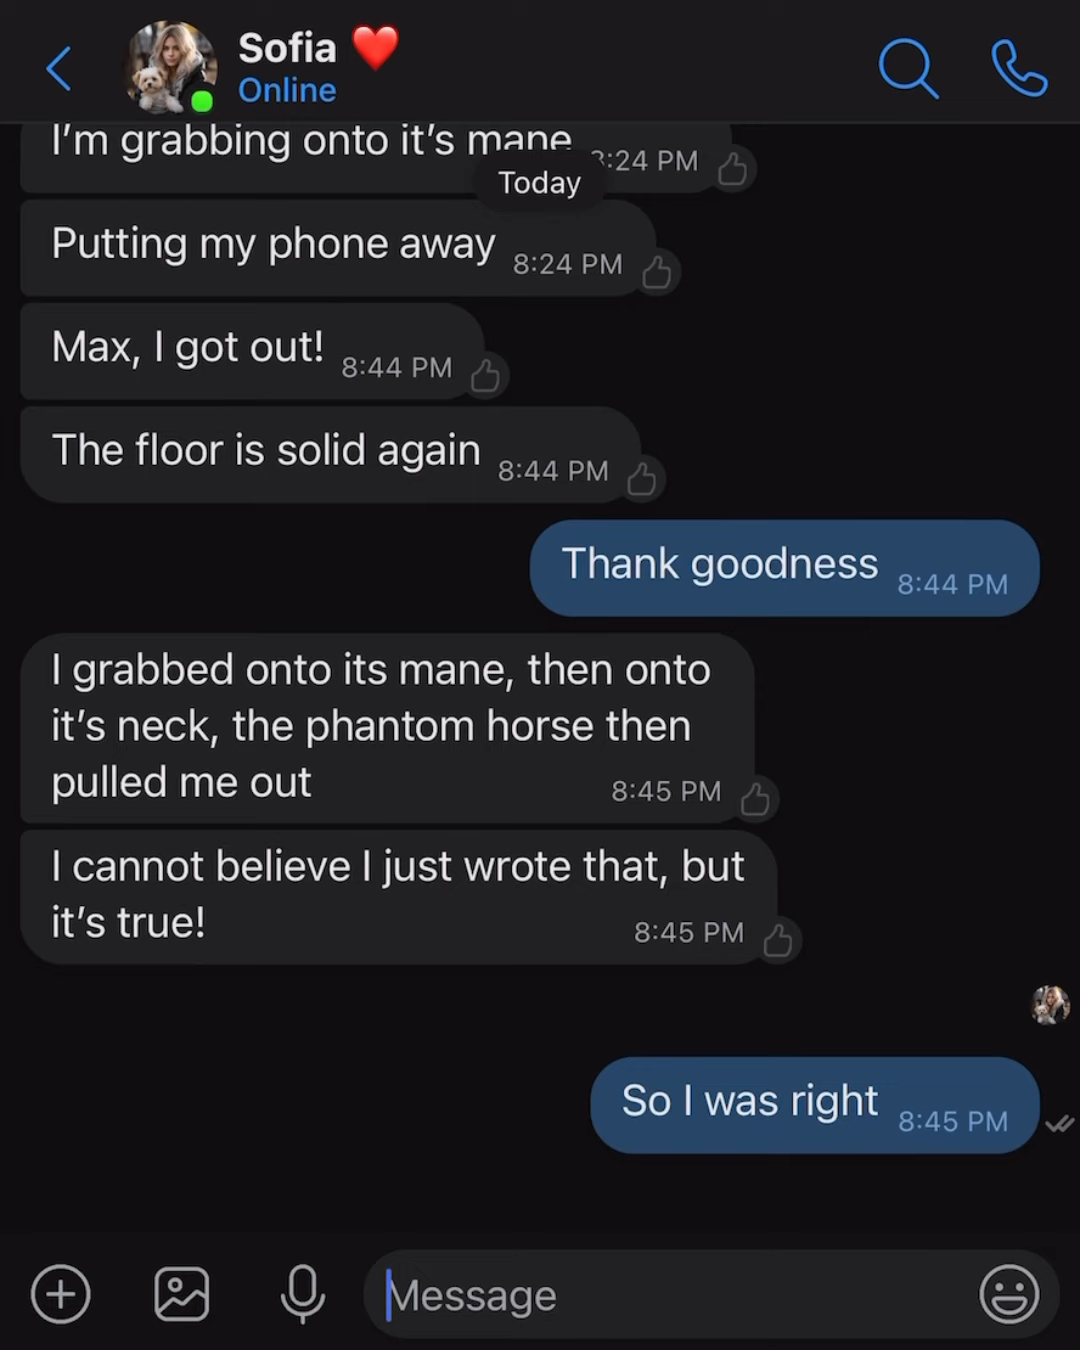 Sofia ❤️
Online
I'm grabbing onto it's mane
:24 PM
Today
Putting my phone away
8:24 PM
Max, I got out!
8:44 PM
The floor is solid again
8:44 PM
Thank goodness
8:44 PM
I grabbed onto its mane, then onto
it's neck, the phantom horse then
pulled me out
8:45 PM
I cannot believe I just wrote that, but
it's true!
8:45 PM
So I was right
8:45 PM
Message